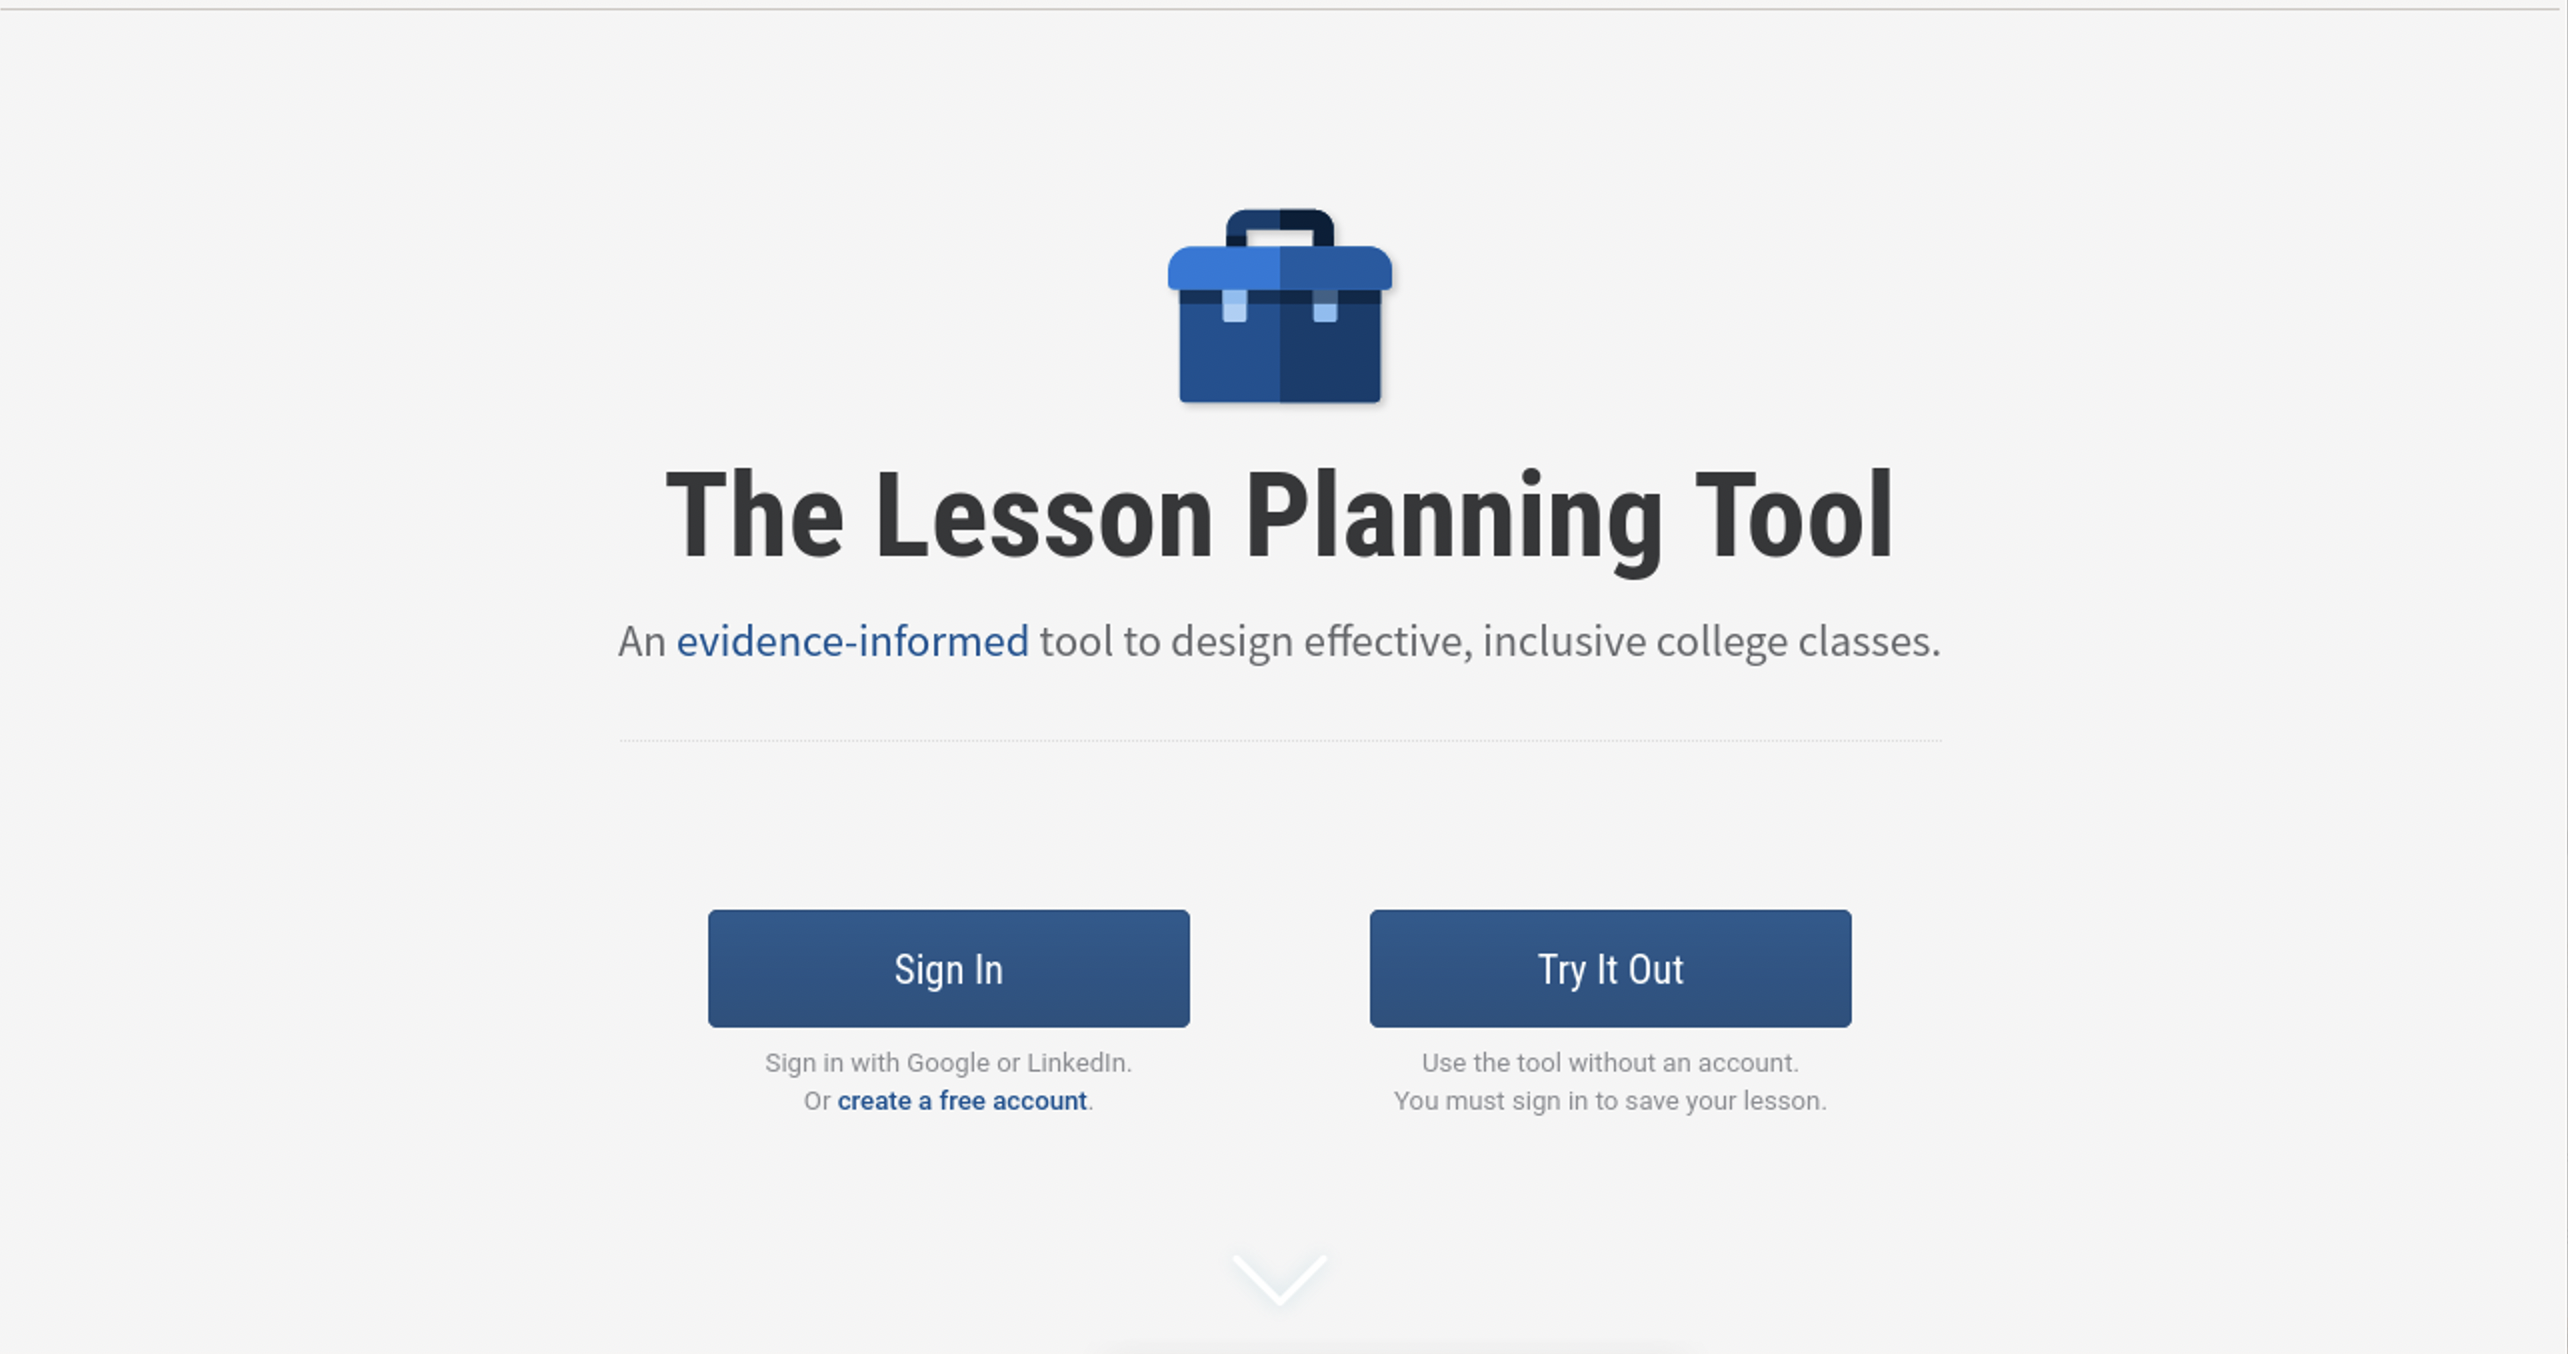 The Lesson Planning Tool
An evidence-informed tool to design effective, inclusive college classes.
Sign In
Try It Out
Sign in with Google or LinkedIn.
Or create a free account.
Use the tool without an account.
You must sign in to save your lesson.